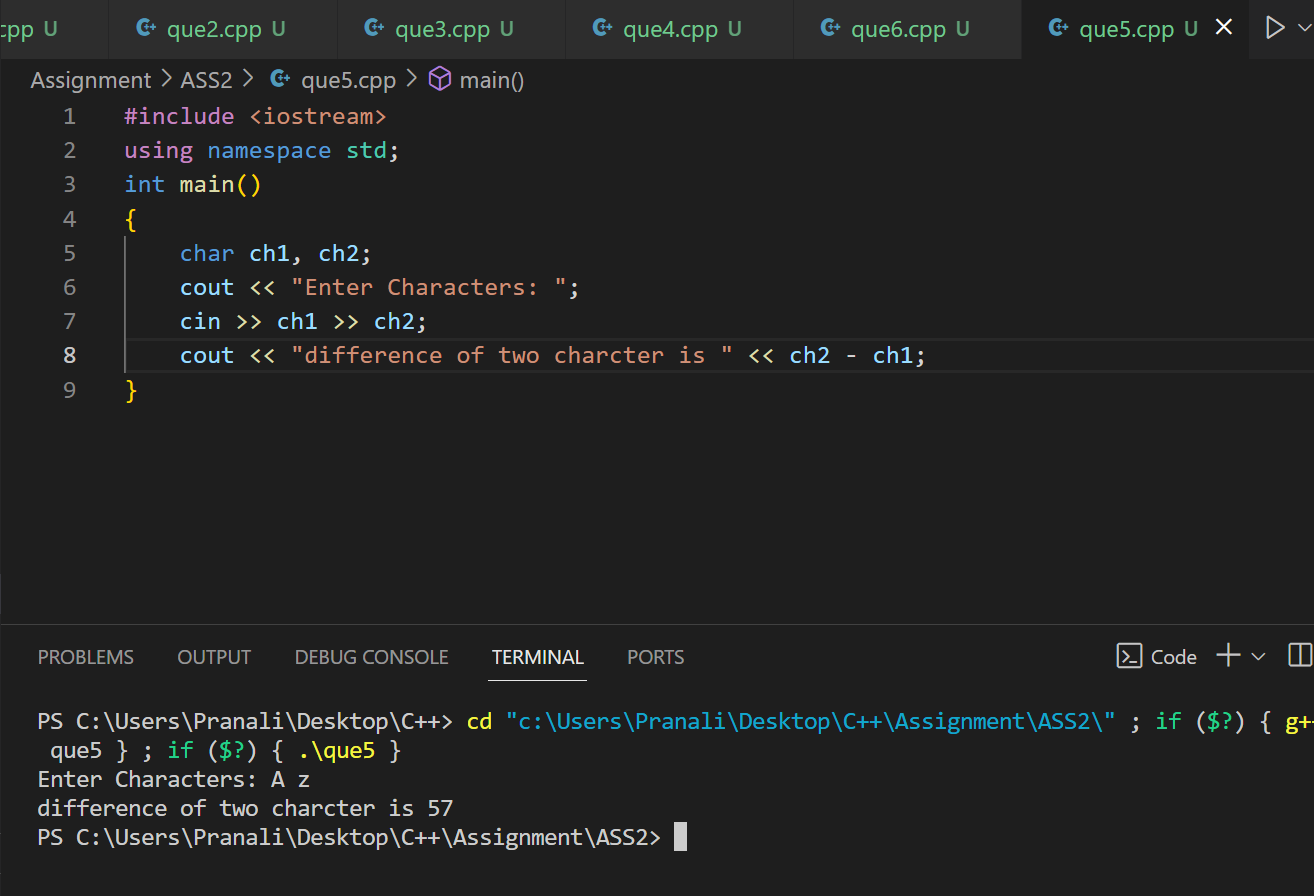 cpp U que2.cpp U que3.cpp U que4.cpp U que6.cpp U que5.cpp U
Assignment > ASS2 > que5.cpp > main()
1 #include <iostream>
2 using namespace std;
3 int main()
4 {
5 char ch1, ch2;
6 cout << "Enter Characters: ";
7 cin >> ch1 >> ch2;
8 cout << "difference of two charcter is " << ch2 - ch1;
9 }
PROBLEMS OUTPUT DEBUG CONSOLE TERMINAL PORTS Code
PS C:\Users\Pranali\Desktop\C++> cd "c:\Users\Pranali\Desktop\C++\Assignment\ASS2\" ; if ($?) { g++
que5 } ; if ($?) { .\que5 }
Enter Characters: A z
difference of two charcter is 57
PS C:\Users\Pranali\Desktop\C++\Assignment\ASS2>